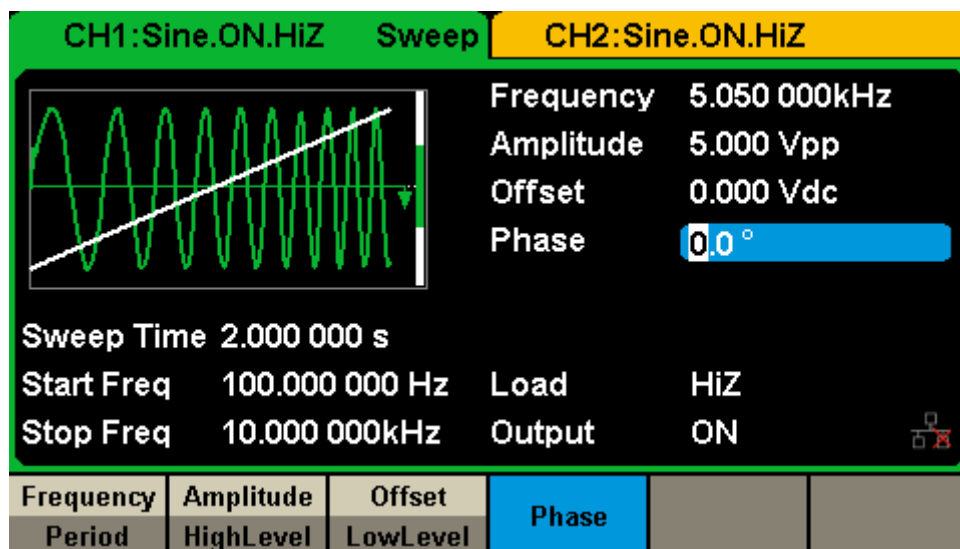 CH1:Sine.ON.HiZ Sweep CH2:Sine.ON.HiZ
Frequency 5.050 000kHz
Amplitude 5.000 Vpp
Offset 0.000 Vdc
Phase 0.0 °
Sweep Time 2.000 000 s
Start Freq 100.000 000 Hz Load HiZ
Stop Freq 10.000 000kHz Output ON
Frequency Amplitude Offset Phase
Period HighLevel LowLevel